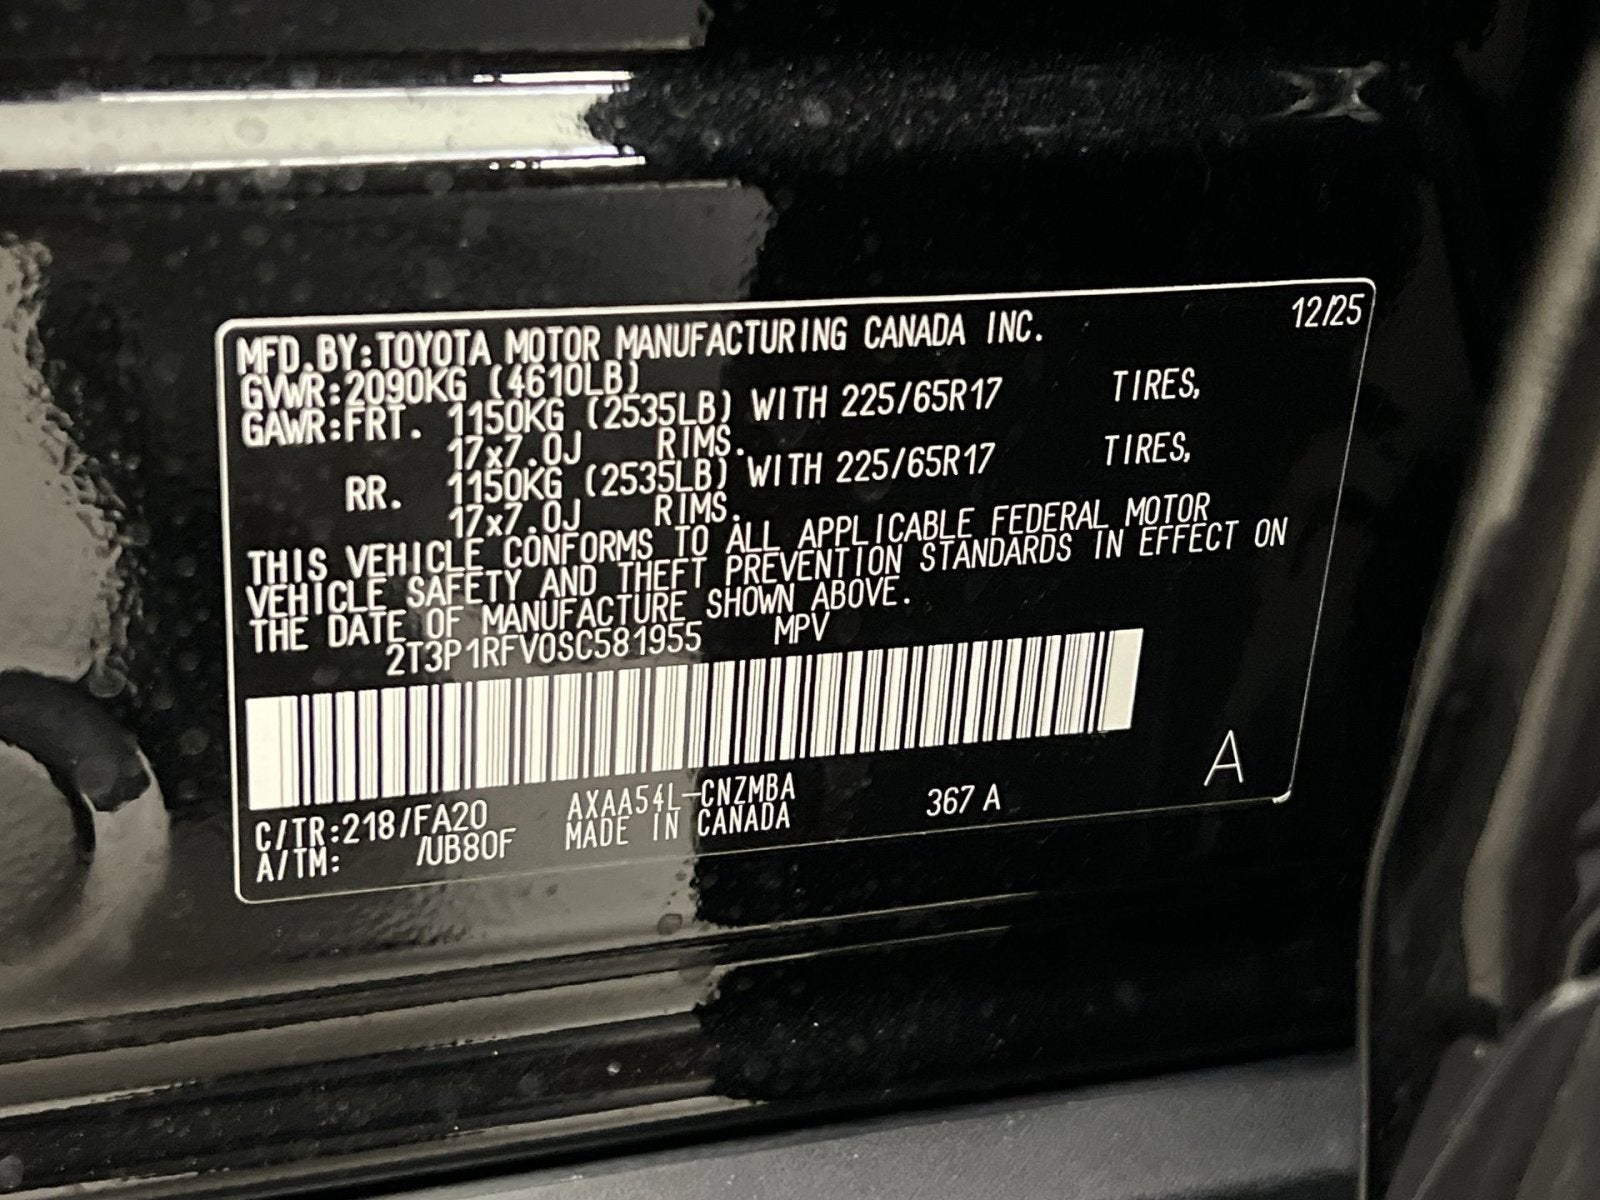 12/25
MFD.BY:TOYOTA MOTOR MANUFACTURING CANADA INC.
GVWR:2090KG (4610LB)
GAWR:FRT. 1150KG (2535LB) WITH 225/65R17 TIRES,
17x7.0J RIMS.
RR. 1150KG (2535LB) WITH 225/65R17 TIRES,
17x7.0J RIMS.
THIS VEHICLE CONFORMS TO ALL APPLICABLE FEDERAL MOTOR
VEHICLE SAFETY AND THEFT PREVENTION STANDARDS IN EFFECT ON
THE DATE OF MANUFACTURE SHOWN ABOVE.
2T3P1RFV0SC581955 MPV
A
C/TR:218/FA20 AXAA54L-CNZMBA 367 A
A/TM: /UB80F MADE IN CANADA